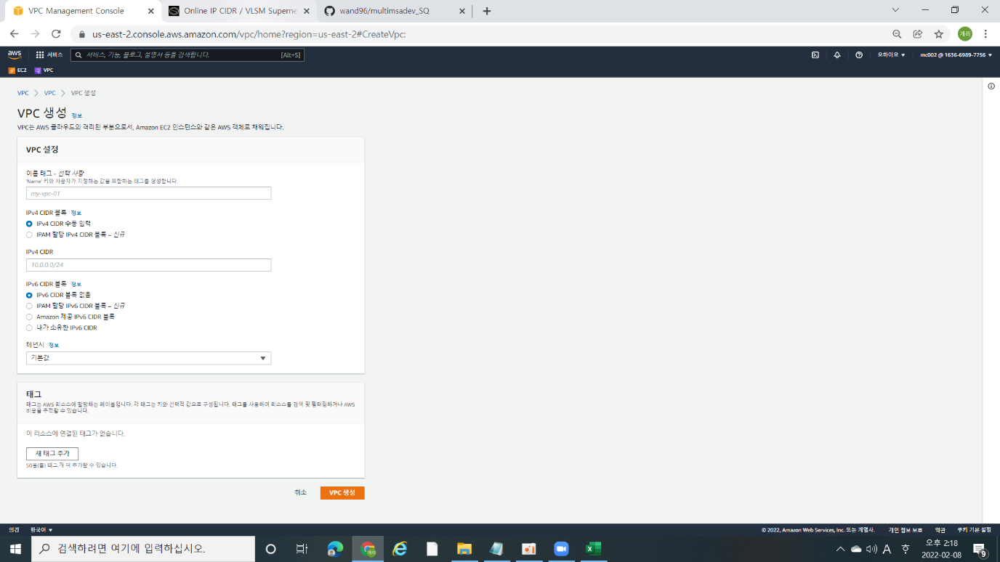 VPC Management Console
Online IP CIDR / VLSM Superne
wand96/multimsadev_SQ
us-east-2.console.aws.amazon.com/vpc/home?region=us-east-2#CreateVpc:
개리
aws
서비스
서비스, 기능, 블로그, 설명서 등을 검색합니다.
[Alt+S]
오하이오 ▼
mc002 @ 1636-6989-7756 ▼
EC2
VPC
VPC > VPC > VPC 생성
VPC 생성 정보
VPC는 AWS 클라우드의 격리된 부분으로서, Amazon EC2 인스턴스와 같은 AWS 객체로 채워집니다.
VPC 설정
이름 태그 - 선택 사항
'Name' 키와 사용자가 지정하는 값을 포함하는 태그를 생성합니다.
my-vpc-01
IPv4 CIDR 블록 정보
IPv4 CIDR 수동 입력
IPAM 할당 IPv4 CIDR 블록 – 신규
IPv4 CIDR
10.0.0.0/24
IPv6 CIDR 블록 정보
IPv6 CIDR 블록 없음
IPAM 할당 IPv6 CIDR 블록 – 신규
Amazon 제공 IPv6 CIDR 블록
내가 소유한 IPv6 CIDR
테넌시 정보
기본값
태그
태그는 AWS 리소스에 할당하는 레이블입니다. 각 태그는 키와 선택적 값으로 구성됩니다. 태그를 사용하여 리소스를 검색 및 필터링하거나 AWS
비용을 추적할 수 있습니다.
이 리소스에 연결된 태그가 없습니다.
새 태그 추가
50을(를) 태그 개 더 추가할 수 있습니다.
취소
VPC 생성
의견
한국어 ▼
© 2022, Amazon Web Services, Inc. 또는 계열사.
개인 정보 보호
약관
쿠키 기본 설정
검색하려면 여기에 입력하십시오.
A
오후 2:18
2022-02-08
9